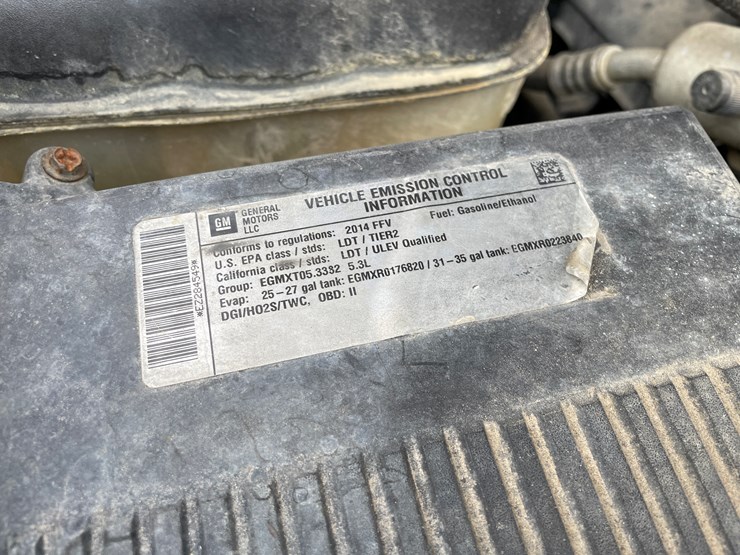 GM
GENERAL
MOTORS
LLC
VEHICLE EMISSION CONTROL
INFORMATION
Conforms to regulations: 2014 FFV Fuel: Gasoline/Ethanol
U.S. EPA class / stds: LDT / TIER2
California class / stds: LDT / ULEV Qualified
Group: EGMXT05.3382 5.3L
Evap: 25-27 gal tank: EGMXR0176820 / 31-35 gal tank: EGMXR0223840
DGI/HO2S/TWC, OBD: II
*EZ284549*